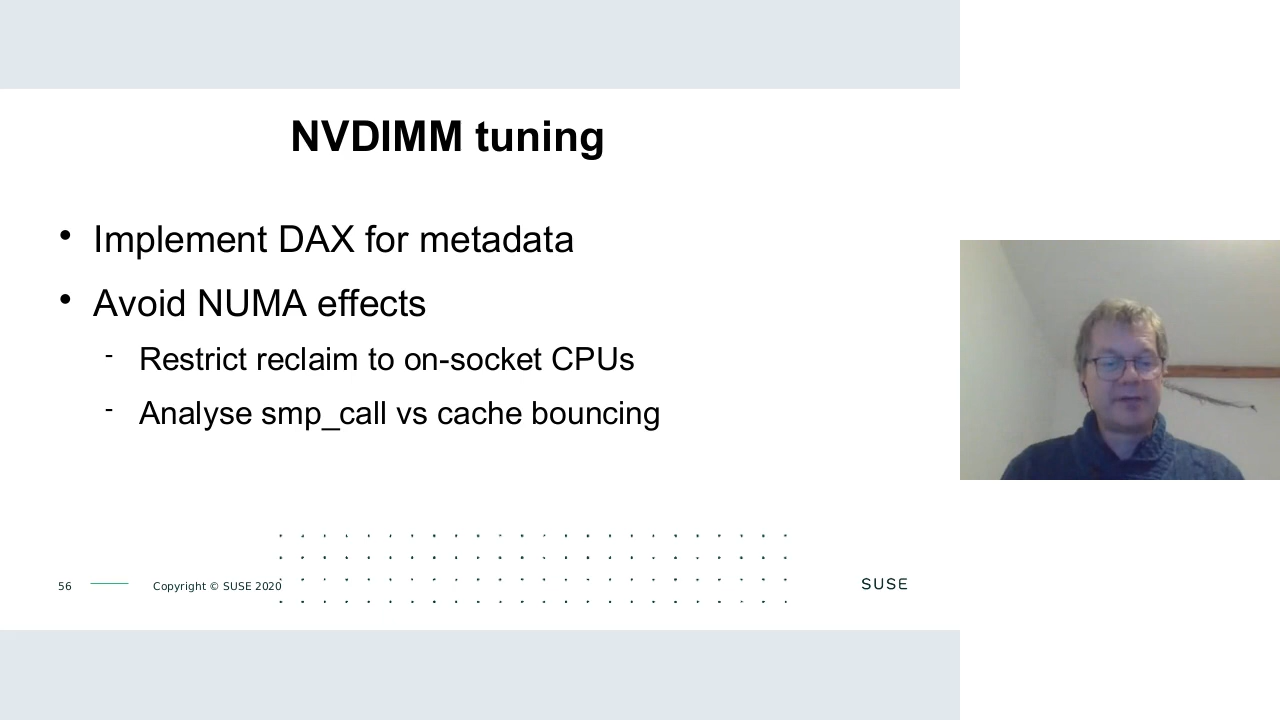 NVDIMM tuning
• Implement DAX for metadata
• Avoid NUMA effects
- Restrict reclaim to on-socket CPUs
- Analyse smp_call vs cache bouncing
56
Copyright © SUSE 2020
SUSE